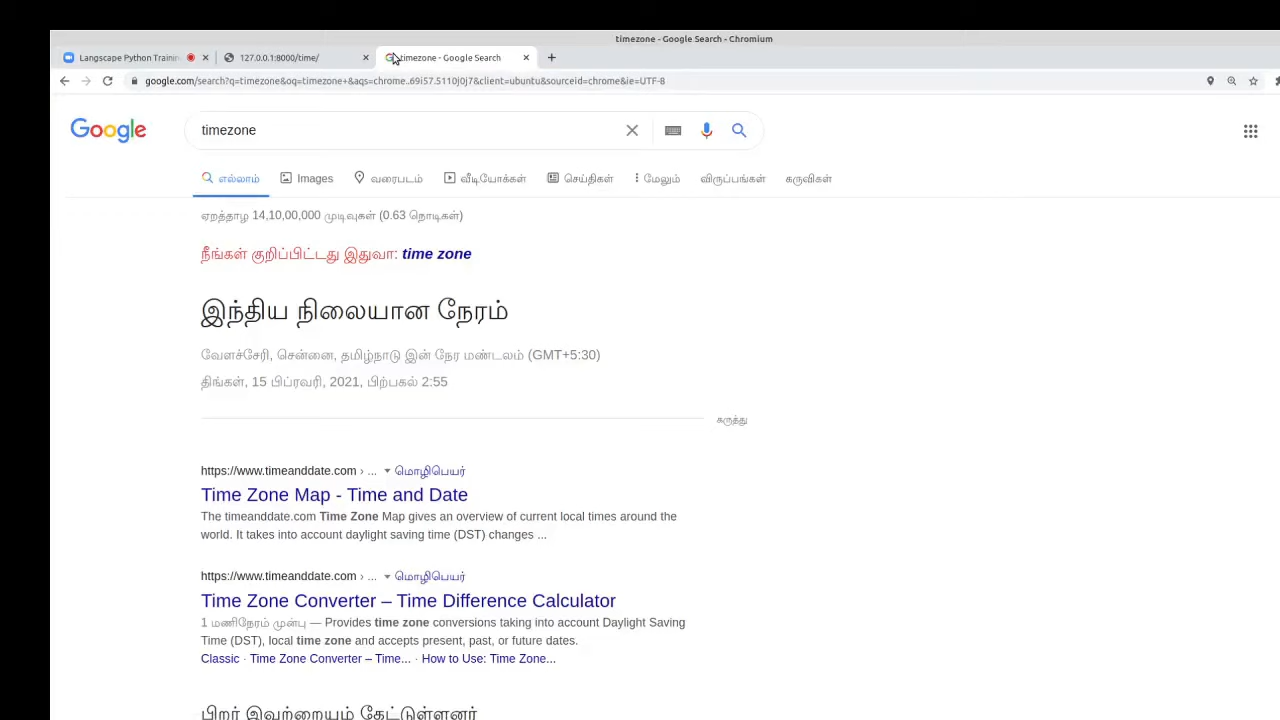 timezone - Google Search - Chromium
Langscape Python Trainin
127.0.0.1:8000/time/
timezone - Google Search
google.com/search?q=timezone&oq=timezone+&aqs=chrome..69i57.5110j0j7&client=ubuntu&sourceid=chrome&ie=UTF-8
Google
timezone
எல்லாம் Images வரைபடம் வீடியோக்கள் செய்திகள் மேலும் விருப்பங்கள் கருவிகள்
ஏறத்தாழ 14,10,00,000 முடிவுகள் (0.63 நொடிகள்)
நீங்கள் குறிப்பிட்டது இதுவா: time zone
இந்திய நிலையான நேரம்
வேளச்சேரி, சென்னை, தமிழ்நாடு இன் நேர மண்டலம் (GMT+5:30)
திங்கள், 15 பிப்ரவரி, 2021, பிற்பகல் 2:55
கருத்து
https://www.timeanddate.com › ... மொழிபெயர்
Time Zone Map - Time and Date
The timeanddate.com Time Zone Map gives an overview of current local times around the
world. It takes into account daylight saving time (DST) changes ...
https://www.timeanddate.com › ... மொழிபெயர்
Time Zone Converter – Time Difference Calculator
1 மணிநேரம் முன்பு — Provides time zone conversions taking into account Daylight Saving
Time (DST), local time zone and accepts present, past, or future dates.
Classic · Time Zone Converter – Time... · How to Use: Time Zone...
பிறர் இவற்றையும் கேட்டுள்ளனர்